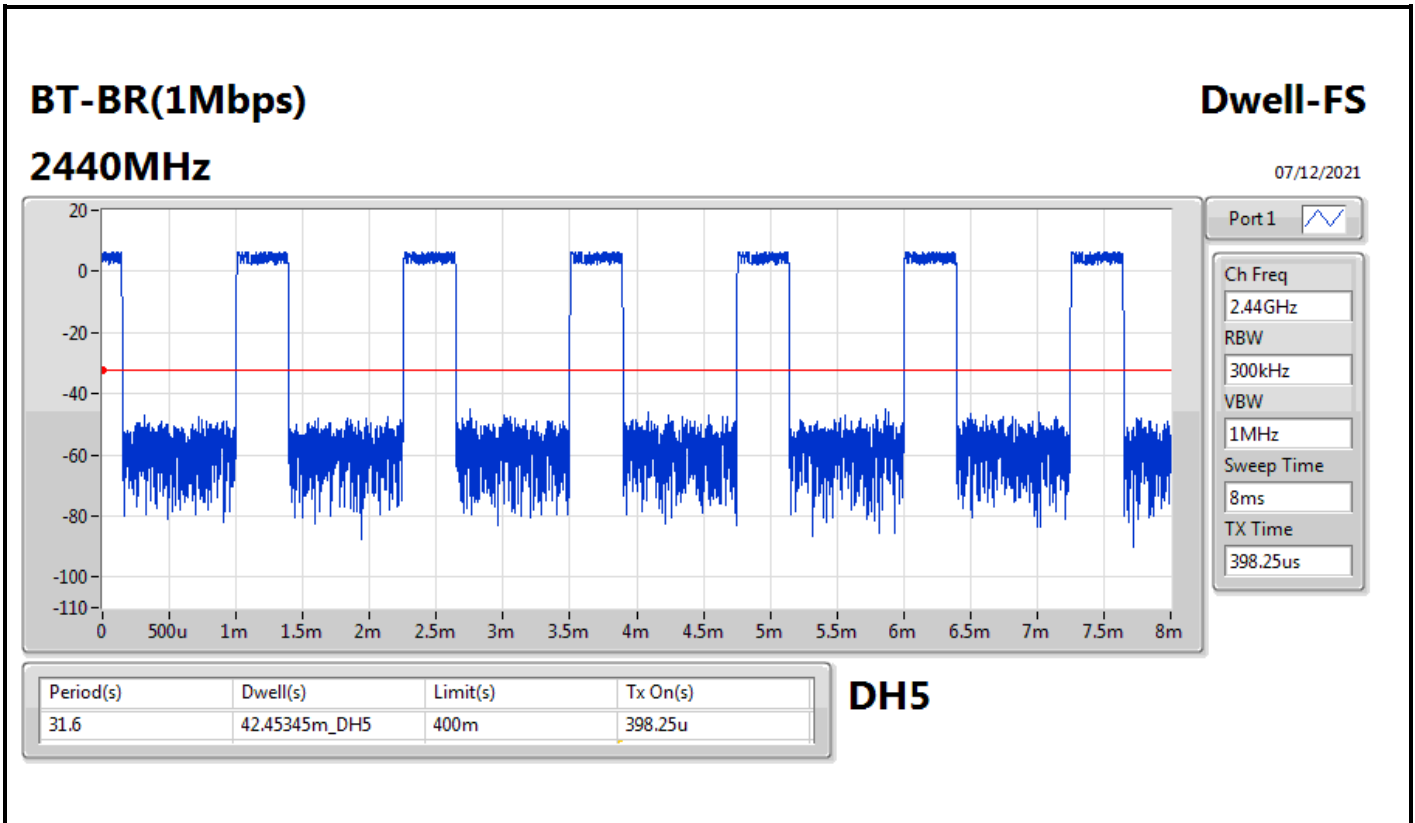 BT-BR(1Mbps)
Dwell-FS
2440MHz
07/12/2021
20
0
-20
-40
-60
-80
-100
-110
0 500u 1m 1.5m 2m 2.5m 3m 3.5m 4m 4.5m 5m 5.5m 6m 6.5m 7m 7.5m 8m
Port 1
Ch Freq
2.44GHz
RBW
300kHz
VBW
1MHz
Sweep Time
8ms
TX Time
398.25us
Period(s) Dwell(s) Limit(s) Tx On(s)
31.6 42.45345m_DH5 400m 398.25u
DH5